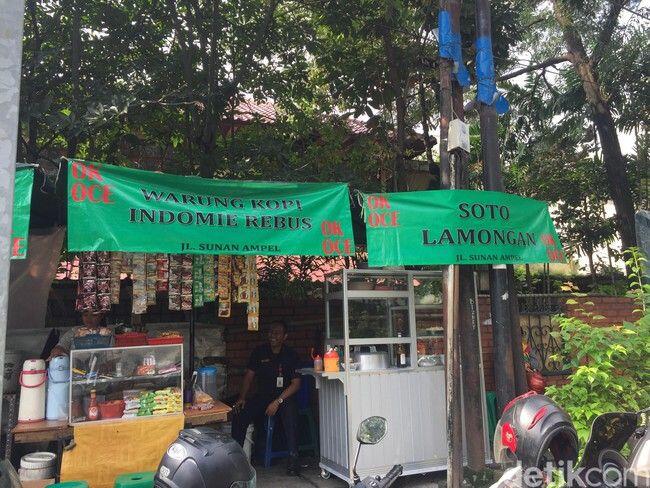 OK
OCE
WARUNG KOPI
INDOMIE REBUS
JL. SUNAN AMPEL
OK
OCE
OK
OCE
SOTO
LAMONGAN
JL. SUNAN AMPEL
OK
OCE
detikcom